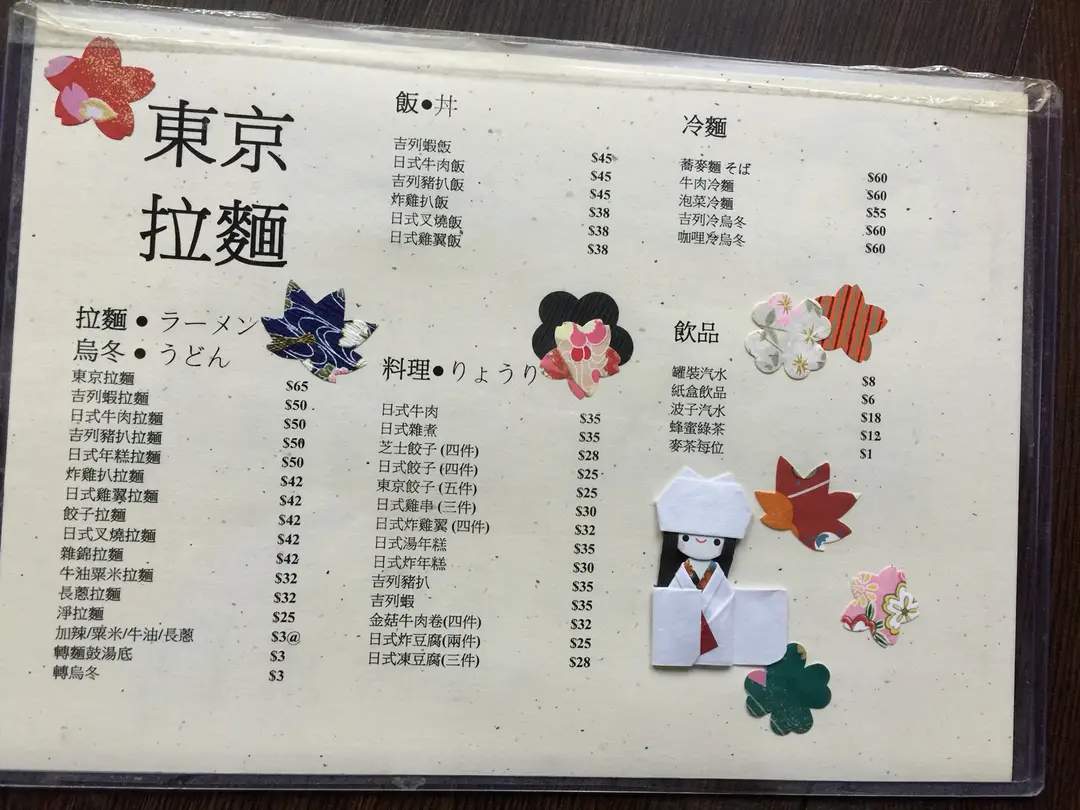 東京
拉麵
飯●丼
吉列蝦飯 $45
日式牛肉飯 $45
吉列豬扒飯 $45
炸雞扒飯 $38
日式叉燒飯 $38
日式雞翼飯 $38
冷麵
蕎麥麵 そば $60
牛肉冷麵 $60
泡菜冷麵 $55
吉列冷烏冬 $60
咖哩冷烏冬 $60
拉麵 ● ラーメン
烏冬 ● うどん
東京拉麵 $65
吉列蝦拉麵 $50
日式牛肉拉麵 $50
吉列豬扒拉麵 $50
日式年糕拉麵 $50
炸雞扒拉麵 $42
日式雞翼拉麵 $42
餃子拉麵 $42
日式叉燒拉麵 $42
雜錦拉麵 $42
牛油粟米拉麵 $32
長蔥拉麵 $32
淨拉麵 $25
加辣/粟米/牛油/長蔥 $3@
轉麵鼓湯底 $3
轉烏冬 $3
料理●りょうり
日式牛肉 $35
日式雜煮 $35
芝士餃子 (四件) $28
日式餃子 (四件) $25
東京餃子 (五件) $25
日式雞串 (三件) $30
日式炸雞翼 (四件) $32
日式湯年糕 $35
日式炸年糕 $30
吉列豬扒 $35
吉列蝦 $35
金菇牛肉卷(四件) $32
日式炸豆腐(兩件) $25
日式凍豆腐(三件) $28
飲品
罐裝汽水 $8
紙盒飲品 $6
波子汽水 $18
蜂蜜綠茶 $12
麥茶每位 $1